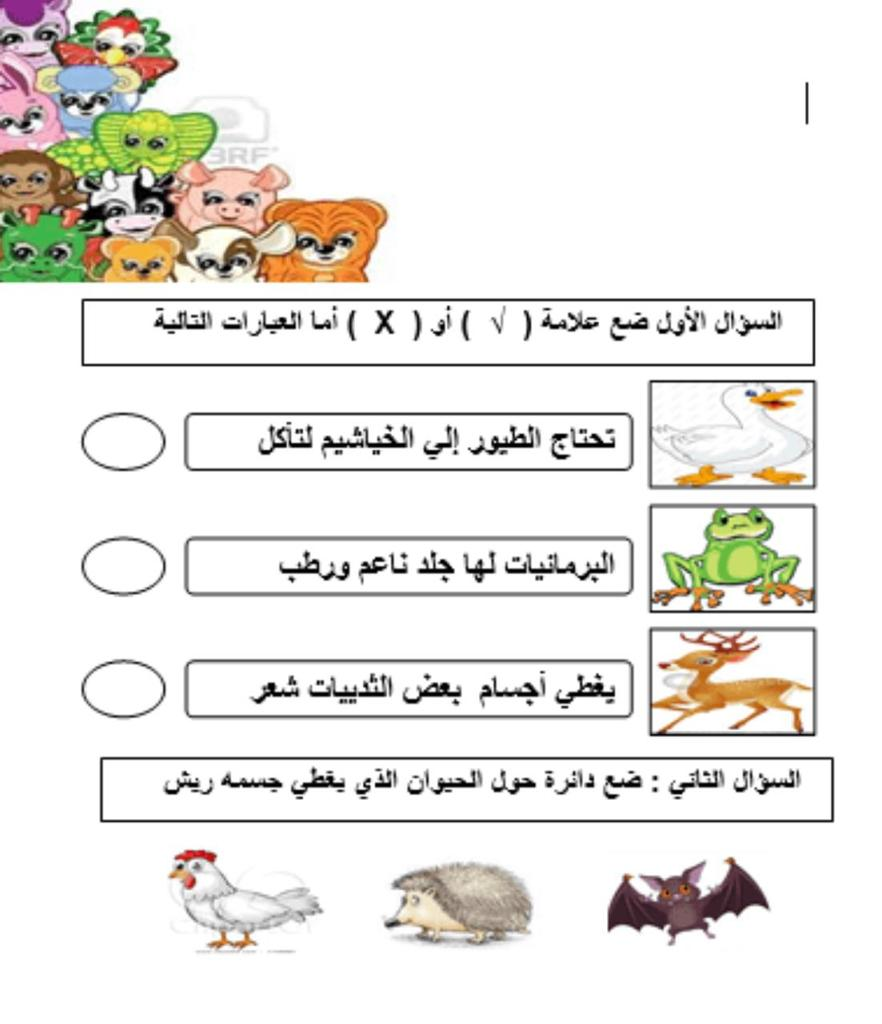 3RF
السؤال الأول ضع علامة ( √ ) أو ( X ) أما العبارات التالية
تحتاج الطيور إلي الخياشيم لتأكل
البرمائيات لها جلد ناعم ورطب
يغطي أجسام بعض الثدييات شعر
السؤال الثاني : ضع دائرة حول الحيوان الذي يغطي جسمه ريش